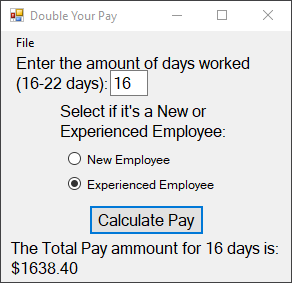 Double Your Pay
File
Enter the amount of days worked
(16-22 days): 16
Select if it's a New or
Experienced Employee:
New Employee
Experienced Employee
Calculate Pay
The Total Pay ammount for 16 days is:
$1638.40